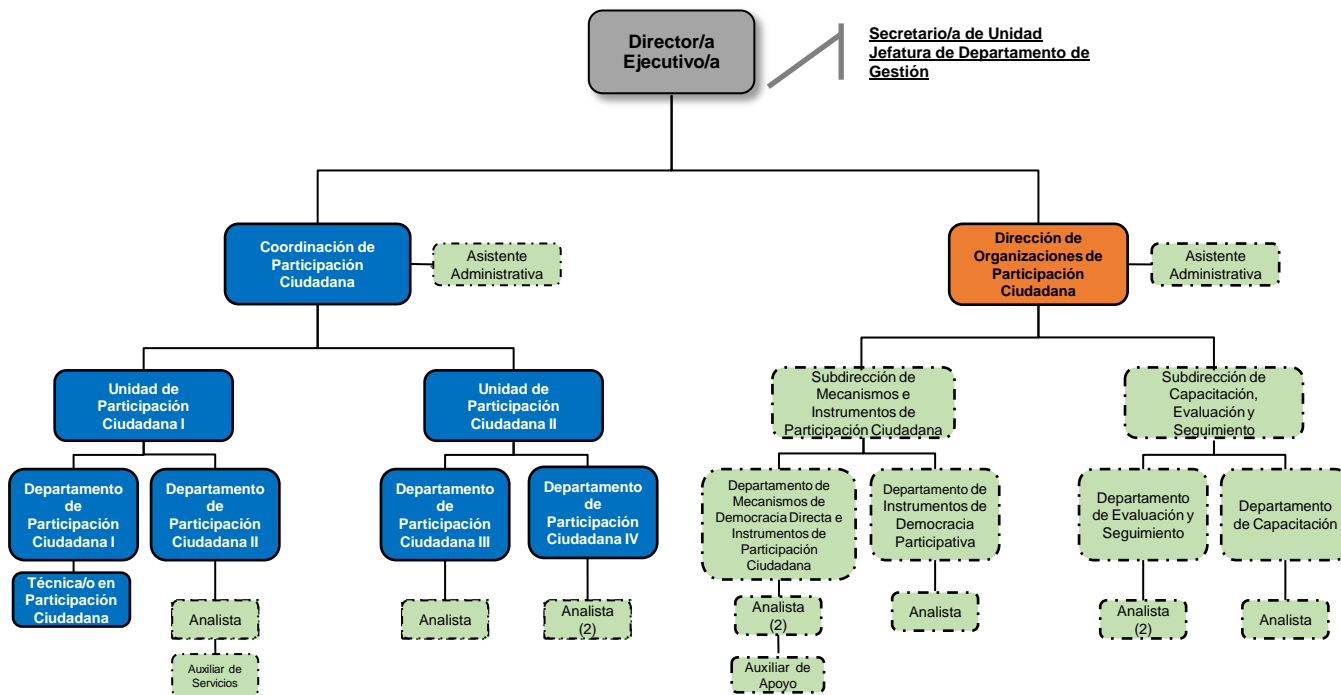 Director/a
Ejecutivo/a
Secretario/a de Unidad
Jefatura de Departamento de
Gestión
Coordinación de
Participación
Ciudadana
Asistente
Administrativa
Dirección de
Organizaciones de
Participación
Ciudadana
Asistente
Administrativa
Unidad de
Participación
Ciudadana I
Unidad de
Participación
Ciudadana II
Subdirección de
Mecanismos e
Instrumentos de
Participación Ciudadana
Subdirección de
Capacitación,
Evaluación y
Seguimiento
Departamento
de
Participación
Ciudadana I
Departamento
de
Participación
Ciudadana II
Departamento
de
Participación
Ciudadana III
Departamento
de
Participación
Ciudadana IV
Departamento de
Mecanismos de
Democracia Directa e
Instrumentos de
Participación
Ciudadana
Departamento de
Instrumentos de
Democracia
Participativa
Departamento
de Evaluación y
Seguimiento
Departamento
de Capacitación
Técnica/o en
Participación
Ciudadana
Analista
Analista
Analista
(2)
Analista
(2)
Analista
Analista
(2)
Analista
Auxiliar de
Servicios
Auxiliar de
Apoyo